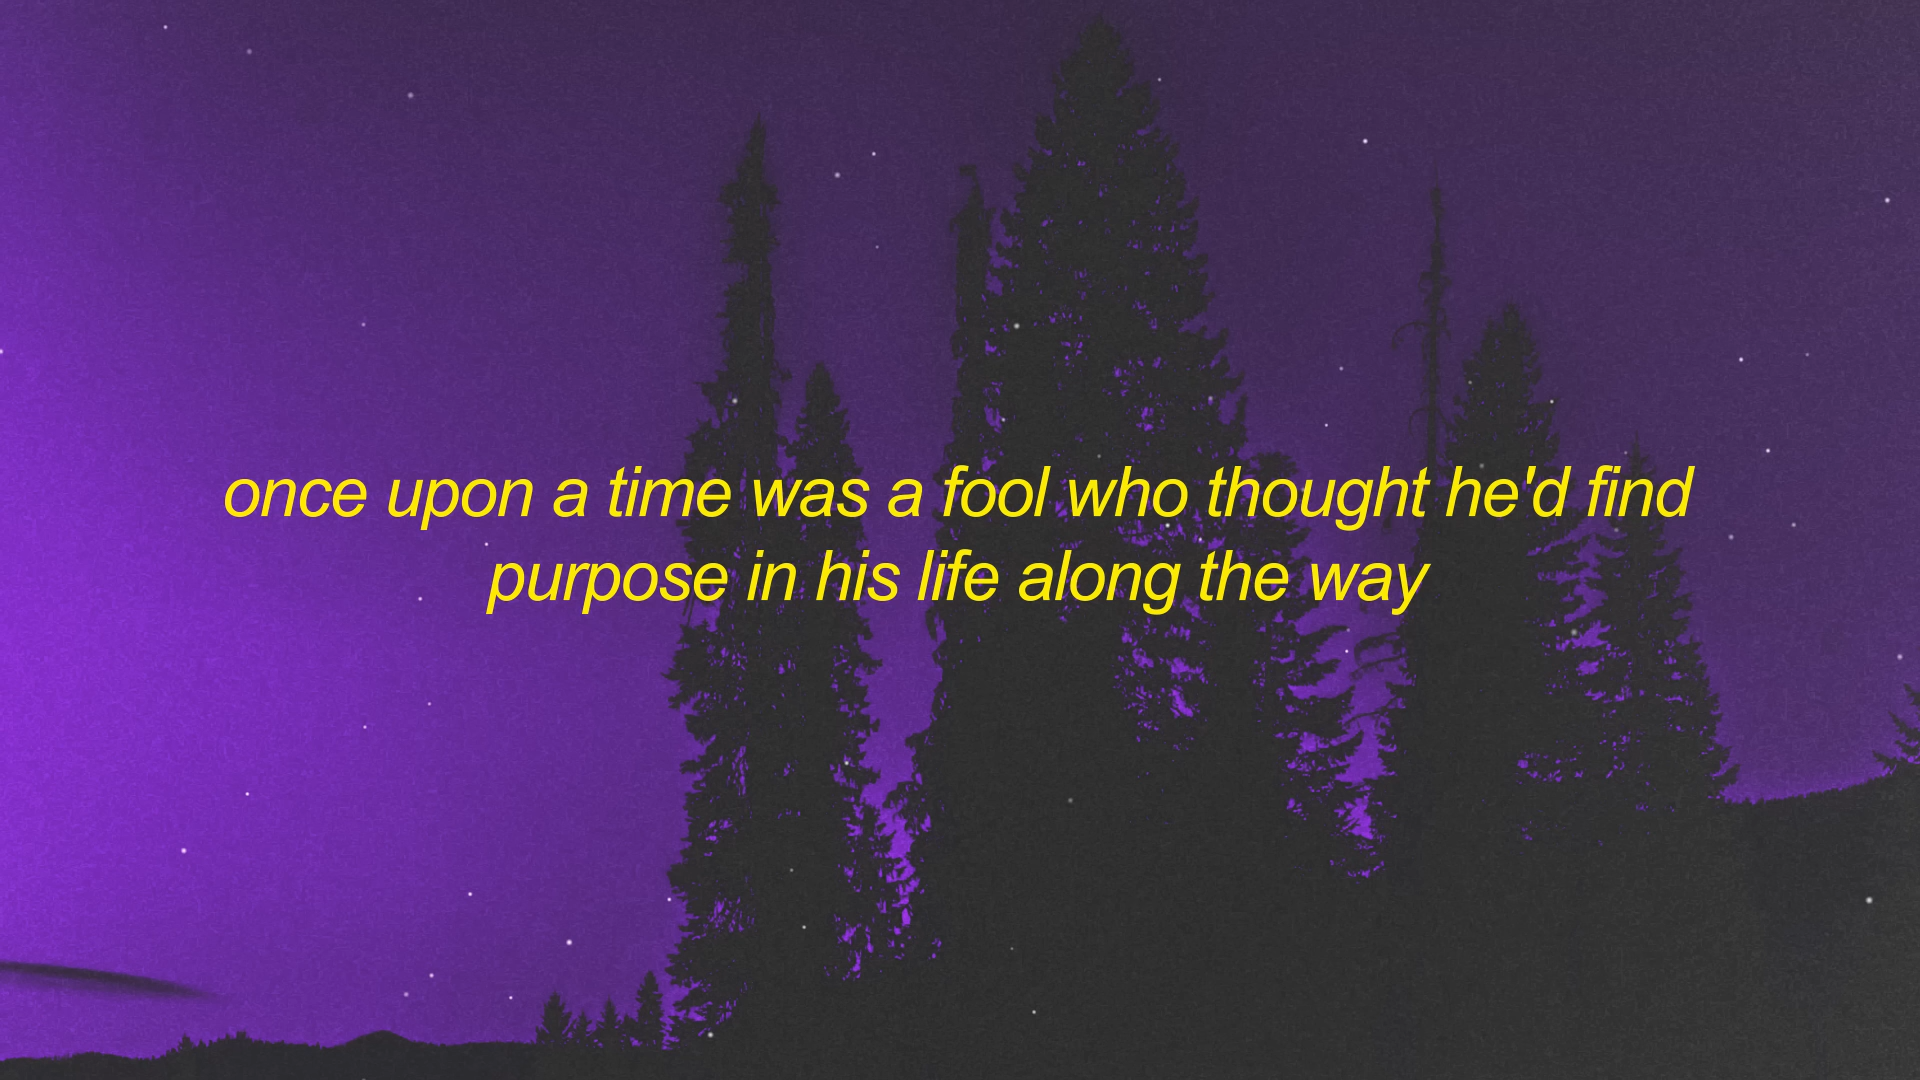 once upon a time was a fool who thought he'd find
purpose in his life along the way